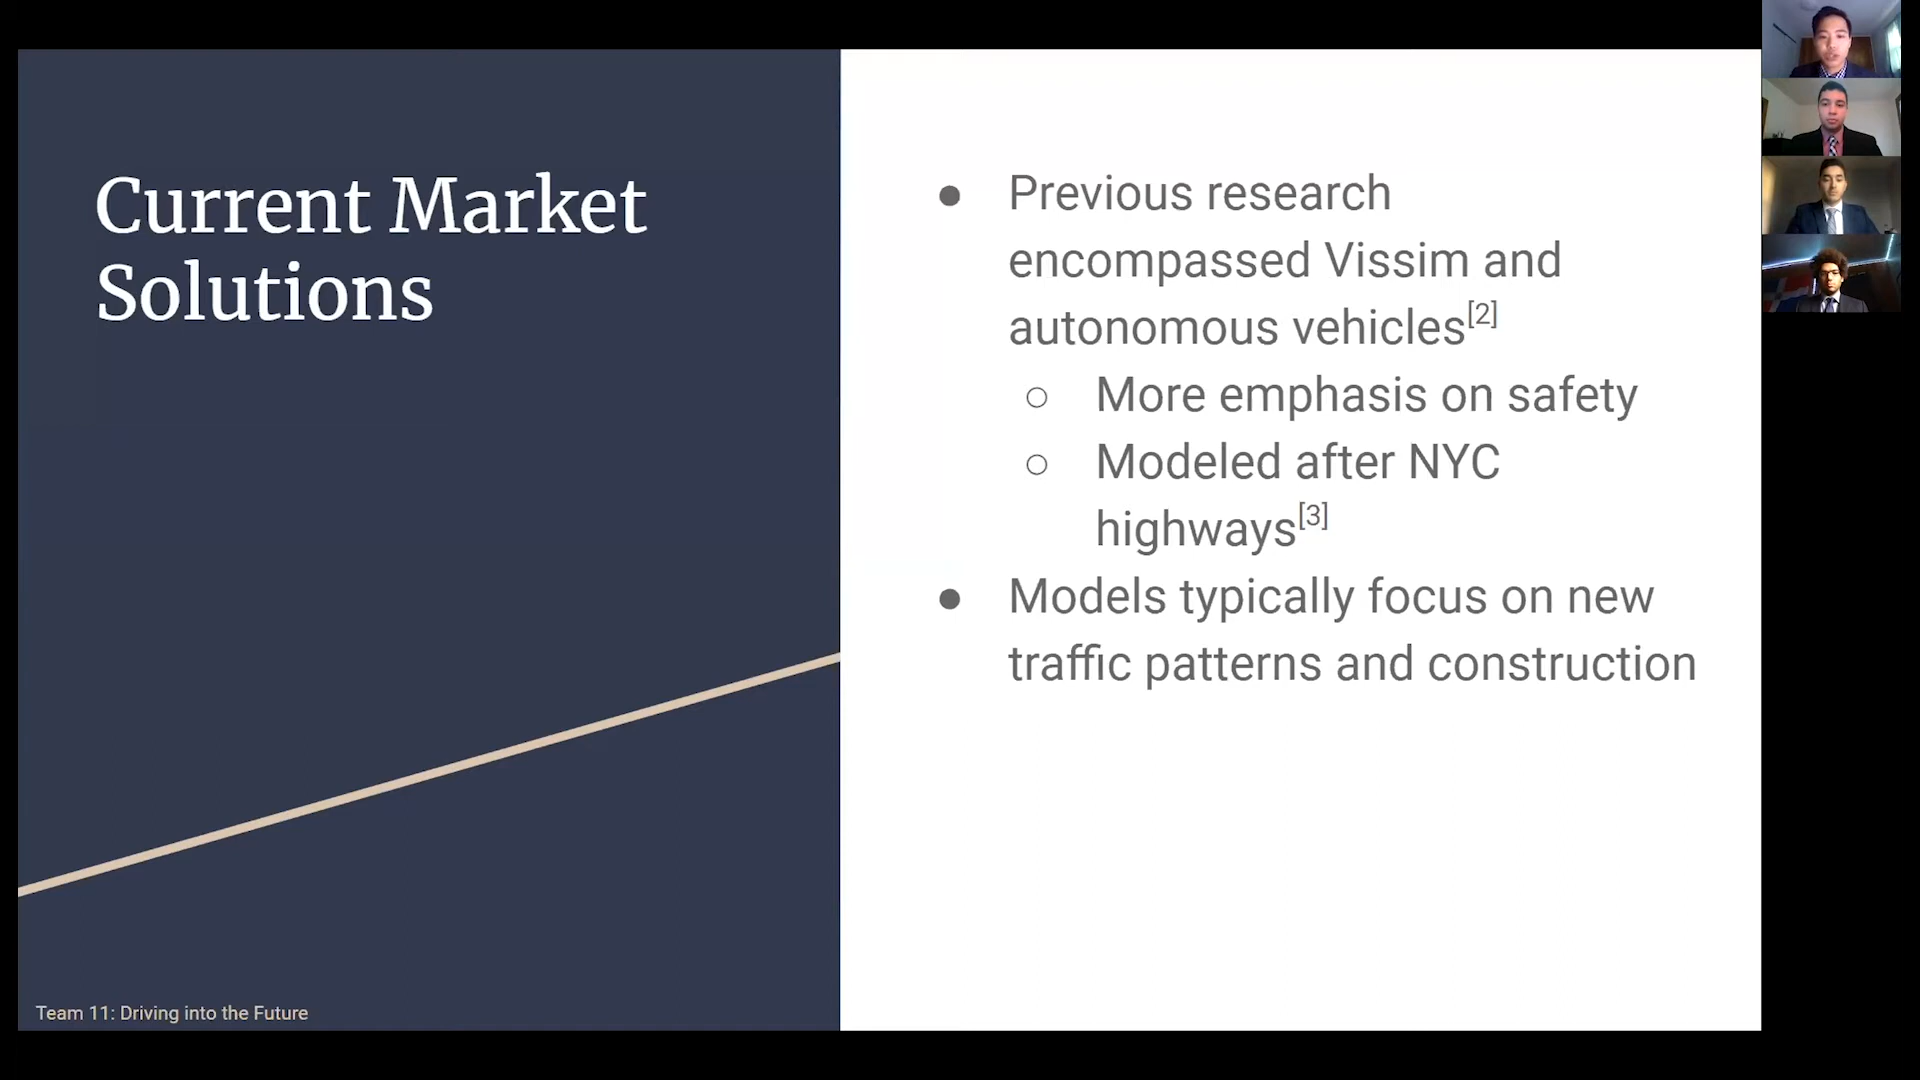 Current Market
Solutions
Previous research
encompassed Vissim and
autonomous vehicles[2]
More emphasis on safety
Modeled after NYC
highways[3]
Models typically focus on new
traffic patterns and construction
Team 11: Driving into the Future